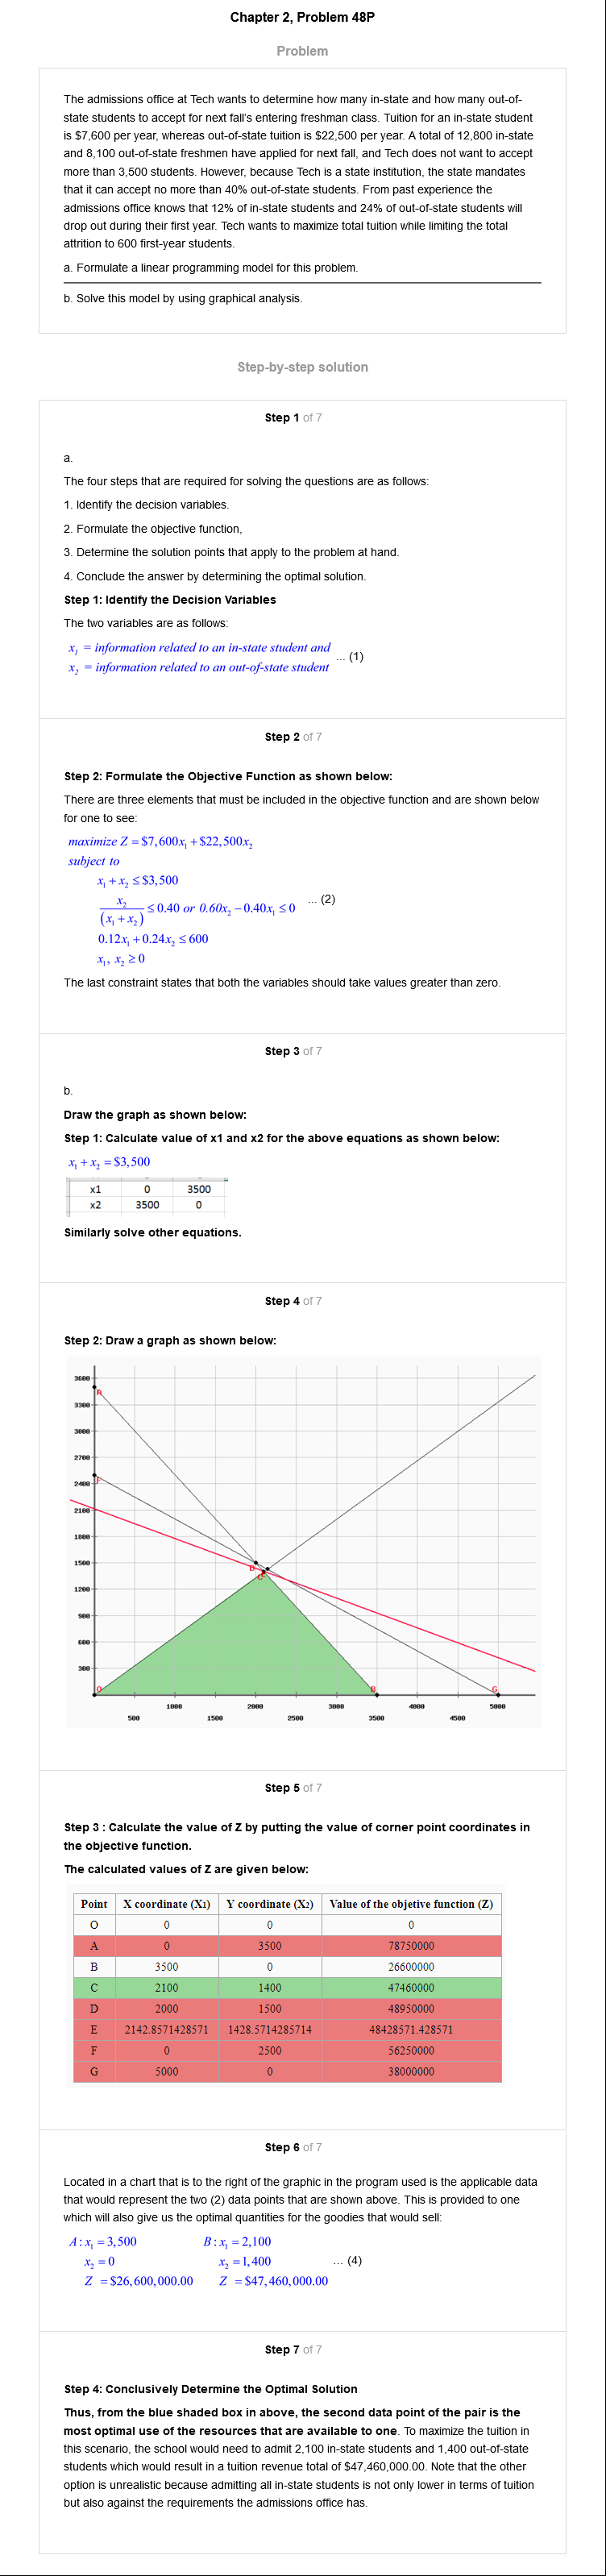 Chapter 2, Problem 48P
Problem
The admissions office at Tech wants to determine how many in-state and how many out-of-
state students to accept for next fall's entering freshman class. Tuition for an in-state student
is $7,600 per year, whereas out-of-state tuition is $22,500 per year. A total of 12,800 in-state
and 8,100 out-of-state freshmen have applied for next fall, and Tech does not want to accept
more than 3,500 students. However, because Tech is a state institution, the state mandates
that it can accept no more than 40% out-of-state students. From past experience the
admissions office knows that 12% of in-state students and 24% of out-of-state students will
drop out during their first year. Tech wants to maximize total tuition while limiting the total
attrition to 600 first-year students.
a. Formulate a linear programming model for this problem.
b. Solve this model by using graphical analysis.
Step-by-step solution
Step 1 of 7
a.
The four steps that are required for solving the questions are as follows:
1. Identify the decision variables.
2. Formulate the objective function,
3. Determine the solution points that apply to the problem at hand.
4. Conclude the answer by determining the optimal solution.
Step 1: Identify the Decision Variables
The two variables are as follows:
x₁ = information related to an in-state student and
x₂ = information related to an out-of-state student ... (1)
Step 2 of 7
Step 2: Formulate the Objective Function as shown below:
There are three elements that must be included in the objective function and are shown below
for one to see:
maximize Z = $7,600x₁ + $22,500x₂
subject to
x₁ + x₂ ≤ $3,500
x₂/(x₁ + x₂) ≤ 0.40 or 0.60x₂ − 0.40x₁ ≤ 0 ... (2)
0.12x₁ + 0.24x₂ ≤ 600
x₁, x₂ ≥ 0
The last constraint states that both the variables should take values greater than zero.
Step 3 of 7
b.
Draw the graph as shown below:
Step 1: Calculate value of x1 and x2 for the above equations as shown below:
x₁ + x₂ = $3,500
x1 0 3500
x2 3500 0
Similarly solve other equations.
Step 4 of 7
Step 2: Draw a graph as shown below:
3600
A
3300
3000
2700
F
2400
2100
1800
1500
D
C
E
1200
900
600
300
O B G
1000 2000 3000 4000 5000
500 1500 2500 3500 4500
Step 5 of 7
Step 3 : Calculate the value of Z by putting the value of corner point coordinates in
the objective function.
The calculated values of Z are given below:
Point X coordinate (X₁) Y coordinate (X₂) Value of the objetive function (Z)
O 0 0 0
A 0 3500 78750000
B 3500 0 26600000
C 2100 1400 47460000
D 2000 1500 48950000
E 2142.8571428571 1428.5714285714 48428571.428571
F 0 2500 56250000
G 5000 0 38000000
Step 6 of 7
Located in a chart that is to the right of the graphic in the program used is the applicable data
that would represent the two (2) data points that are shown above. This is provided to one
which will also give us the optimal quantities for the goodies that would sell:
A : x₁ = 3,500 B : x₁ = 2,100
x₂ = 0 x₂ = 1,400 ... (4)
Z = $26,600,000.00 Z = $47,460,000.00
Step 7 of 7
Step 4: Conclusively Determine the Optimal Solution
Thus, from the blue shaded box in above, the second data point of the pair is the
most optimal use of the resources that are available to one. To maximize the tuition in
this scenario, the school would need to admit 2,100 in-state students and 1,400 out-of-state
students which would result in a tuition revenue total of $47,460,000.00. Note that the other
option is unrealistic because admitting all in-state students is not only lower in terms of tuition
but also against the requirements the admissions office has.